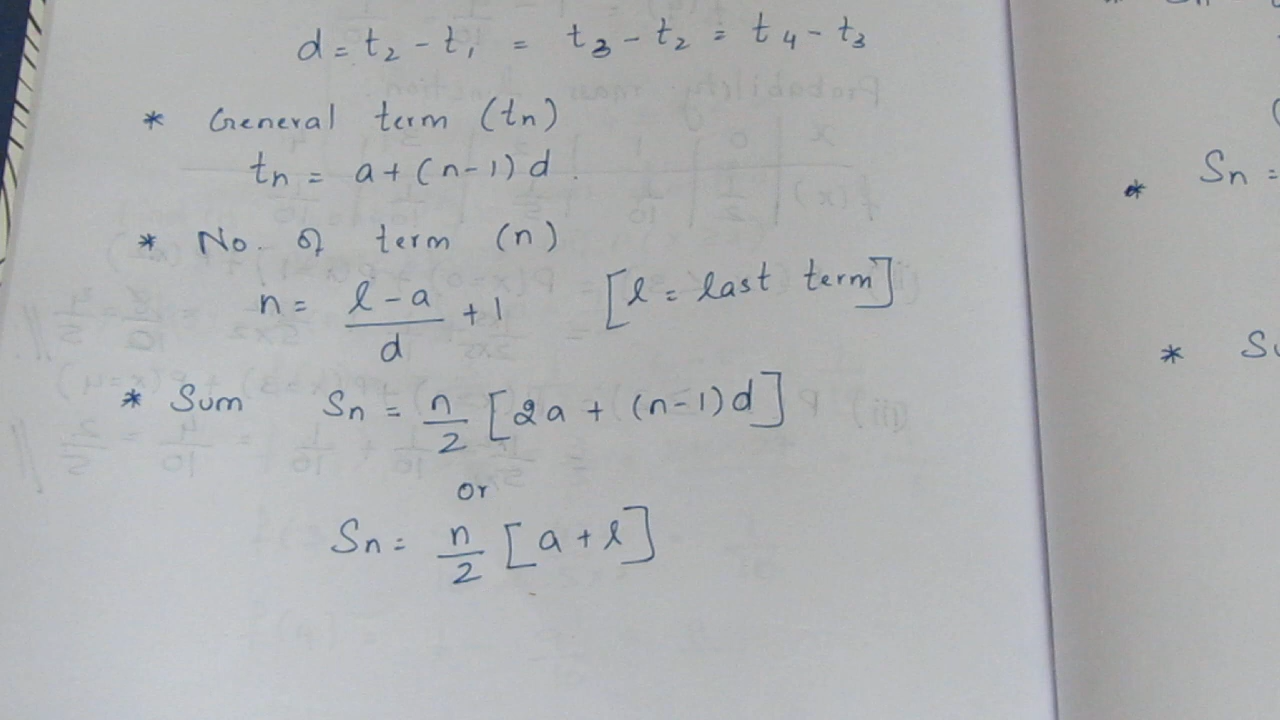 d = t₂ - t₁ = t₃ - t₂ = t₄ - t₃
* General term (tn)
tn = a + (n-1) d.
* No. of term (n)
n = (l - a)/d + 1 [l = last term]
* Sum Sn = n/2 [2a + (n-1) d]
or
Sn = n/2 [a + l]
* Sn =
*